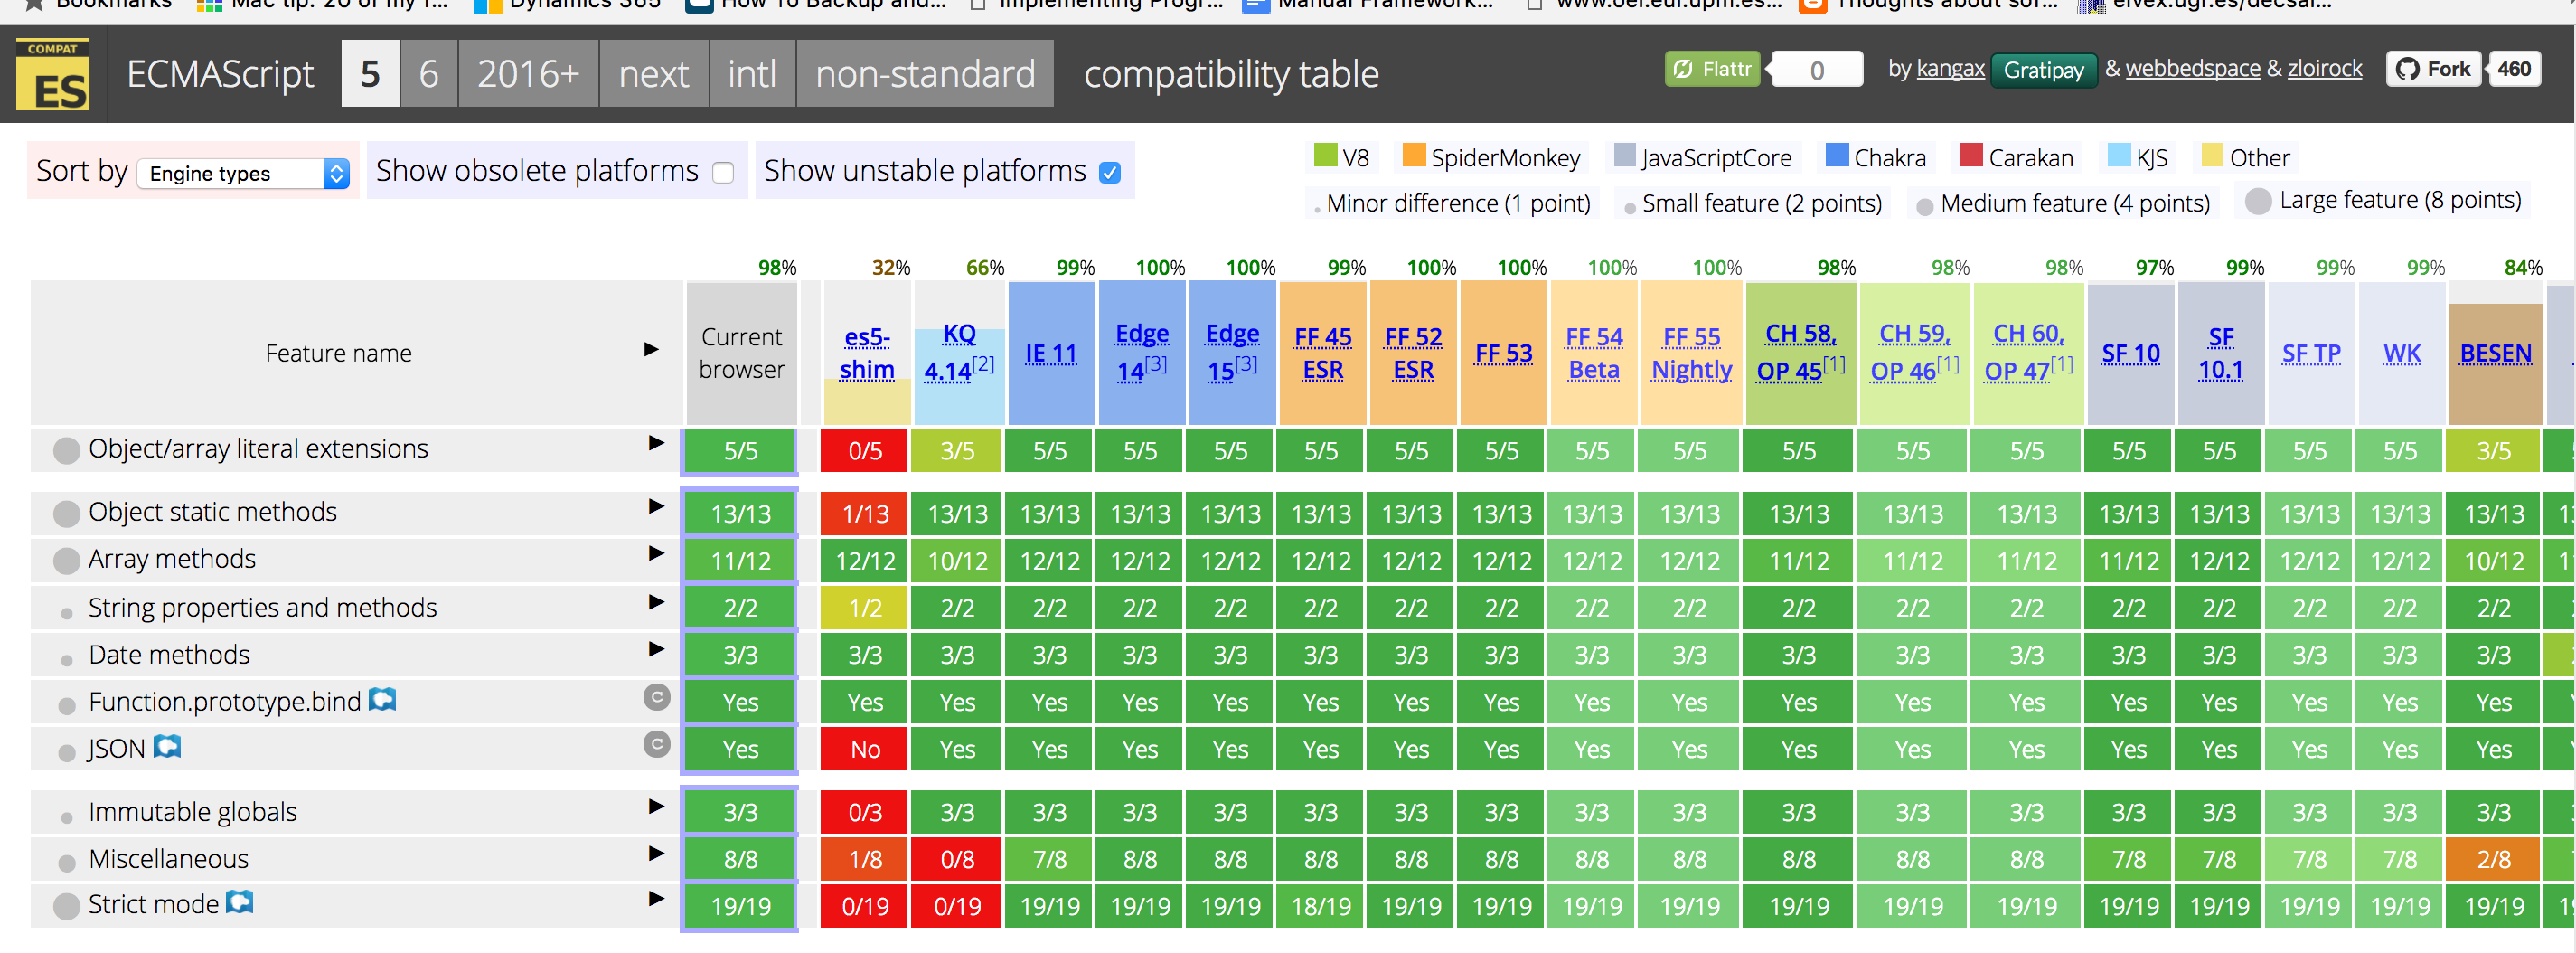 Bookmarks Mac tip: 20 of my f... Dynamics 365 How To Backup and... Implementing Progr... Manual Framework... www.oei.eui.upm.es... Thoughts about sof... elvex.ugr.es/decsai...
COMPAT
ES
ECMAScript 5 6 2016+ next intl non-standard compatibility table
Flattr 0 by kangax Gratipay & webbedspace & zloirock Fork 460
Sort by Engine types Show obsolete platforms Show unstable platforms
V8 SpiderMonkey JavaScriptCore Chakra Carakan KJS Other
Minor difference (1 point) Small feature (2 points) Medium feature (4 points) Large feature (8 points)
98% 32% 66% 99% 100% 100% 99% 100% 100% 100% 100% 98% 98% 98% 97% 99% 99% 99% 84%
Feature name Current browser es5-shim KQ 4.14[2] IE 11 Edge 14[3] Edge 15[3] FF 45 ESR FF 52 ESR FF 53 FF 54 Beta FF 55 Nightly CH 58, OP 45[1] CH 59, OP 46[1] CH 60, OP 47[1] SF 10 SF 10.1 SF TP WK BESEN
Object/array literal extensions 5/5 0/5 3/5 5/5 5/5 5/5 5/5 5/5 5/5 5/5 5/5 5/5 5/5 5/5 5/5 5/5 5/5 5/5 3/5
Object static methods 13/13 1/13 13/13 13/13 13/13 13/13 13/13 13/13 13/13 13/13 13/13 13/13 13/13 13/13 13/13 13/13 13/13 13/13 13/13
Array methods 11/12 12/12 10/12 12/12 12/12 12/12 12/12 12/12 12/12 12/12 12/12 11/12 11/12 11/12 11/12 12/12 12/12 12/12 10/12
String properties and methods 2/2 1/2 2/2 2/2 2/2 2/2 2/2 2/2 2/2 2/2 2/2 2/2 2/2 2/2 2/2 2/2 2/2 2/2 2/2
Date methods 3/3 3/3 3/3 3/3 3/3 3/3 3/3 3/3 3/3 3/3 3/3 3/3 3/3 3/3 3/3 3/3 3/3 3/3 3/3
Function.prototype.bind C Yes Yes Yes Yes Yes Yes Yes Yes Yes Yes Yes Yes Yes Yes Yes Yes Yes Yes Yes
JSON C Yes No Yes Yes Yes Yes Yes Yes Yes Yes Yes Yes Yes Yes Yes Yes Yes Yes Yes
Immutable globals 3/3 0/3 3/3 3/3 3/3 3/3 3/3 3/3 3/3 3/3 3/3 3/3 3/3 3/3 3/3 3/3 3/3 3/3 3/3
Miscellaneous 8/8 1/8 0/8 7/8 8/8 8/8 8/8 8/8 8/8 8/8 8/8 8/8 8/8 8/8 7/8 7/8 7/8 7/8 2/8
Strict mode 19/19 0/19 0/19 19/19 19/19 19/19 18/19 19/19 19/19 19/19 19/19 19/19 19/19 19/19 19/19 19/19 19/19 19/19 19/19